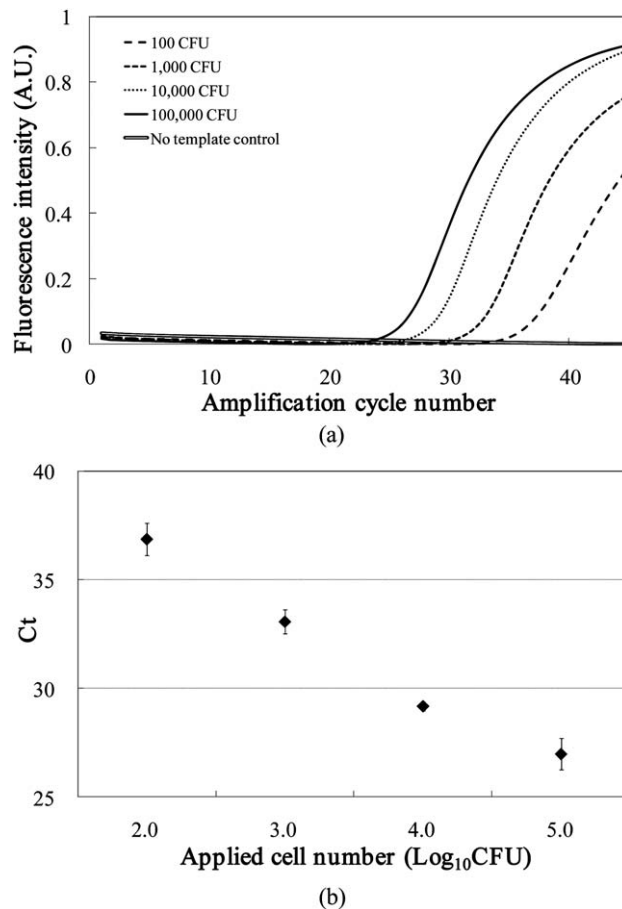 1
0.8
0.6
0.4
0.2
0
Fluorescence intensity (A.U.)
100 CFU
1,000 CFU
10,000 CFU
100,000 CFU
No template control
0 10 20 30 40
Amplification cycle number
(a)
40
35
30
25
Ct
2.0 3.0 4.0 5.0
Applied cell number (Log₁₀CFU)
(b)